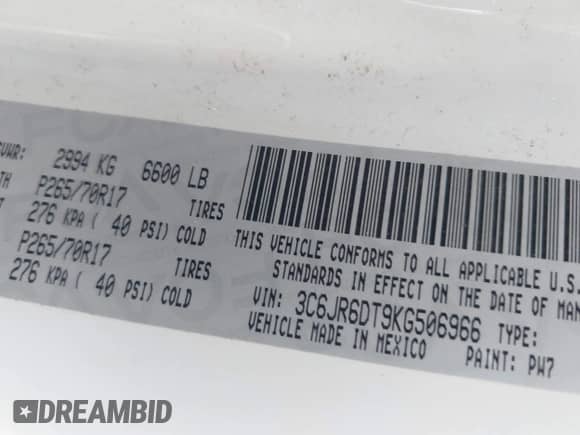 GVWR: 2994 KG 6600 LB
P265/70R17 TIRES
276 KPA ( 40 PSI) COLD
P265/70R17 TIRES
276 KPA ( 40 PSI) COLD
THIS VEHICLE CONFORMS TO ALL APPLICABLE U.S.
STANDARDS IN EFFECT ON THE DATE OF MAN
VIN: 3C6JR6DT9KG506966 TYPE:
VEHICLE MADE IN MEXICO PAINT: PW7
DREAMBID